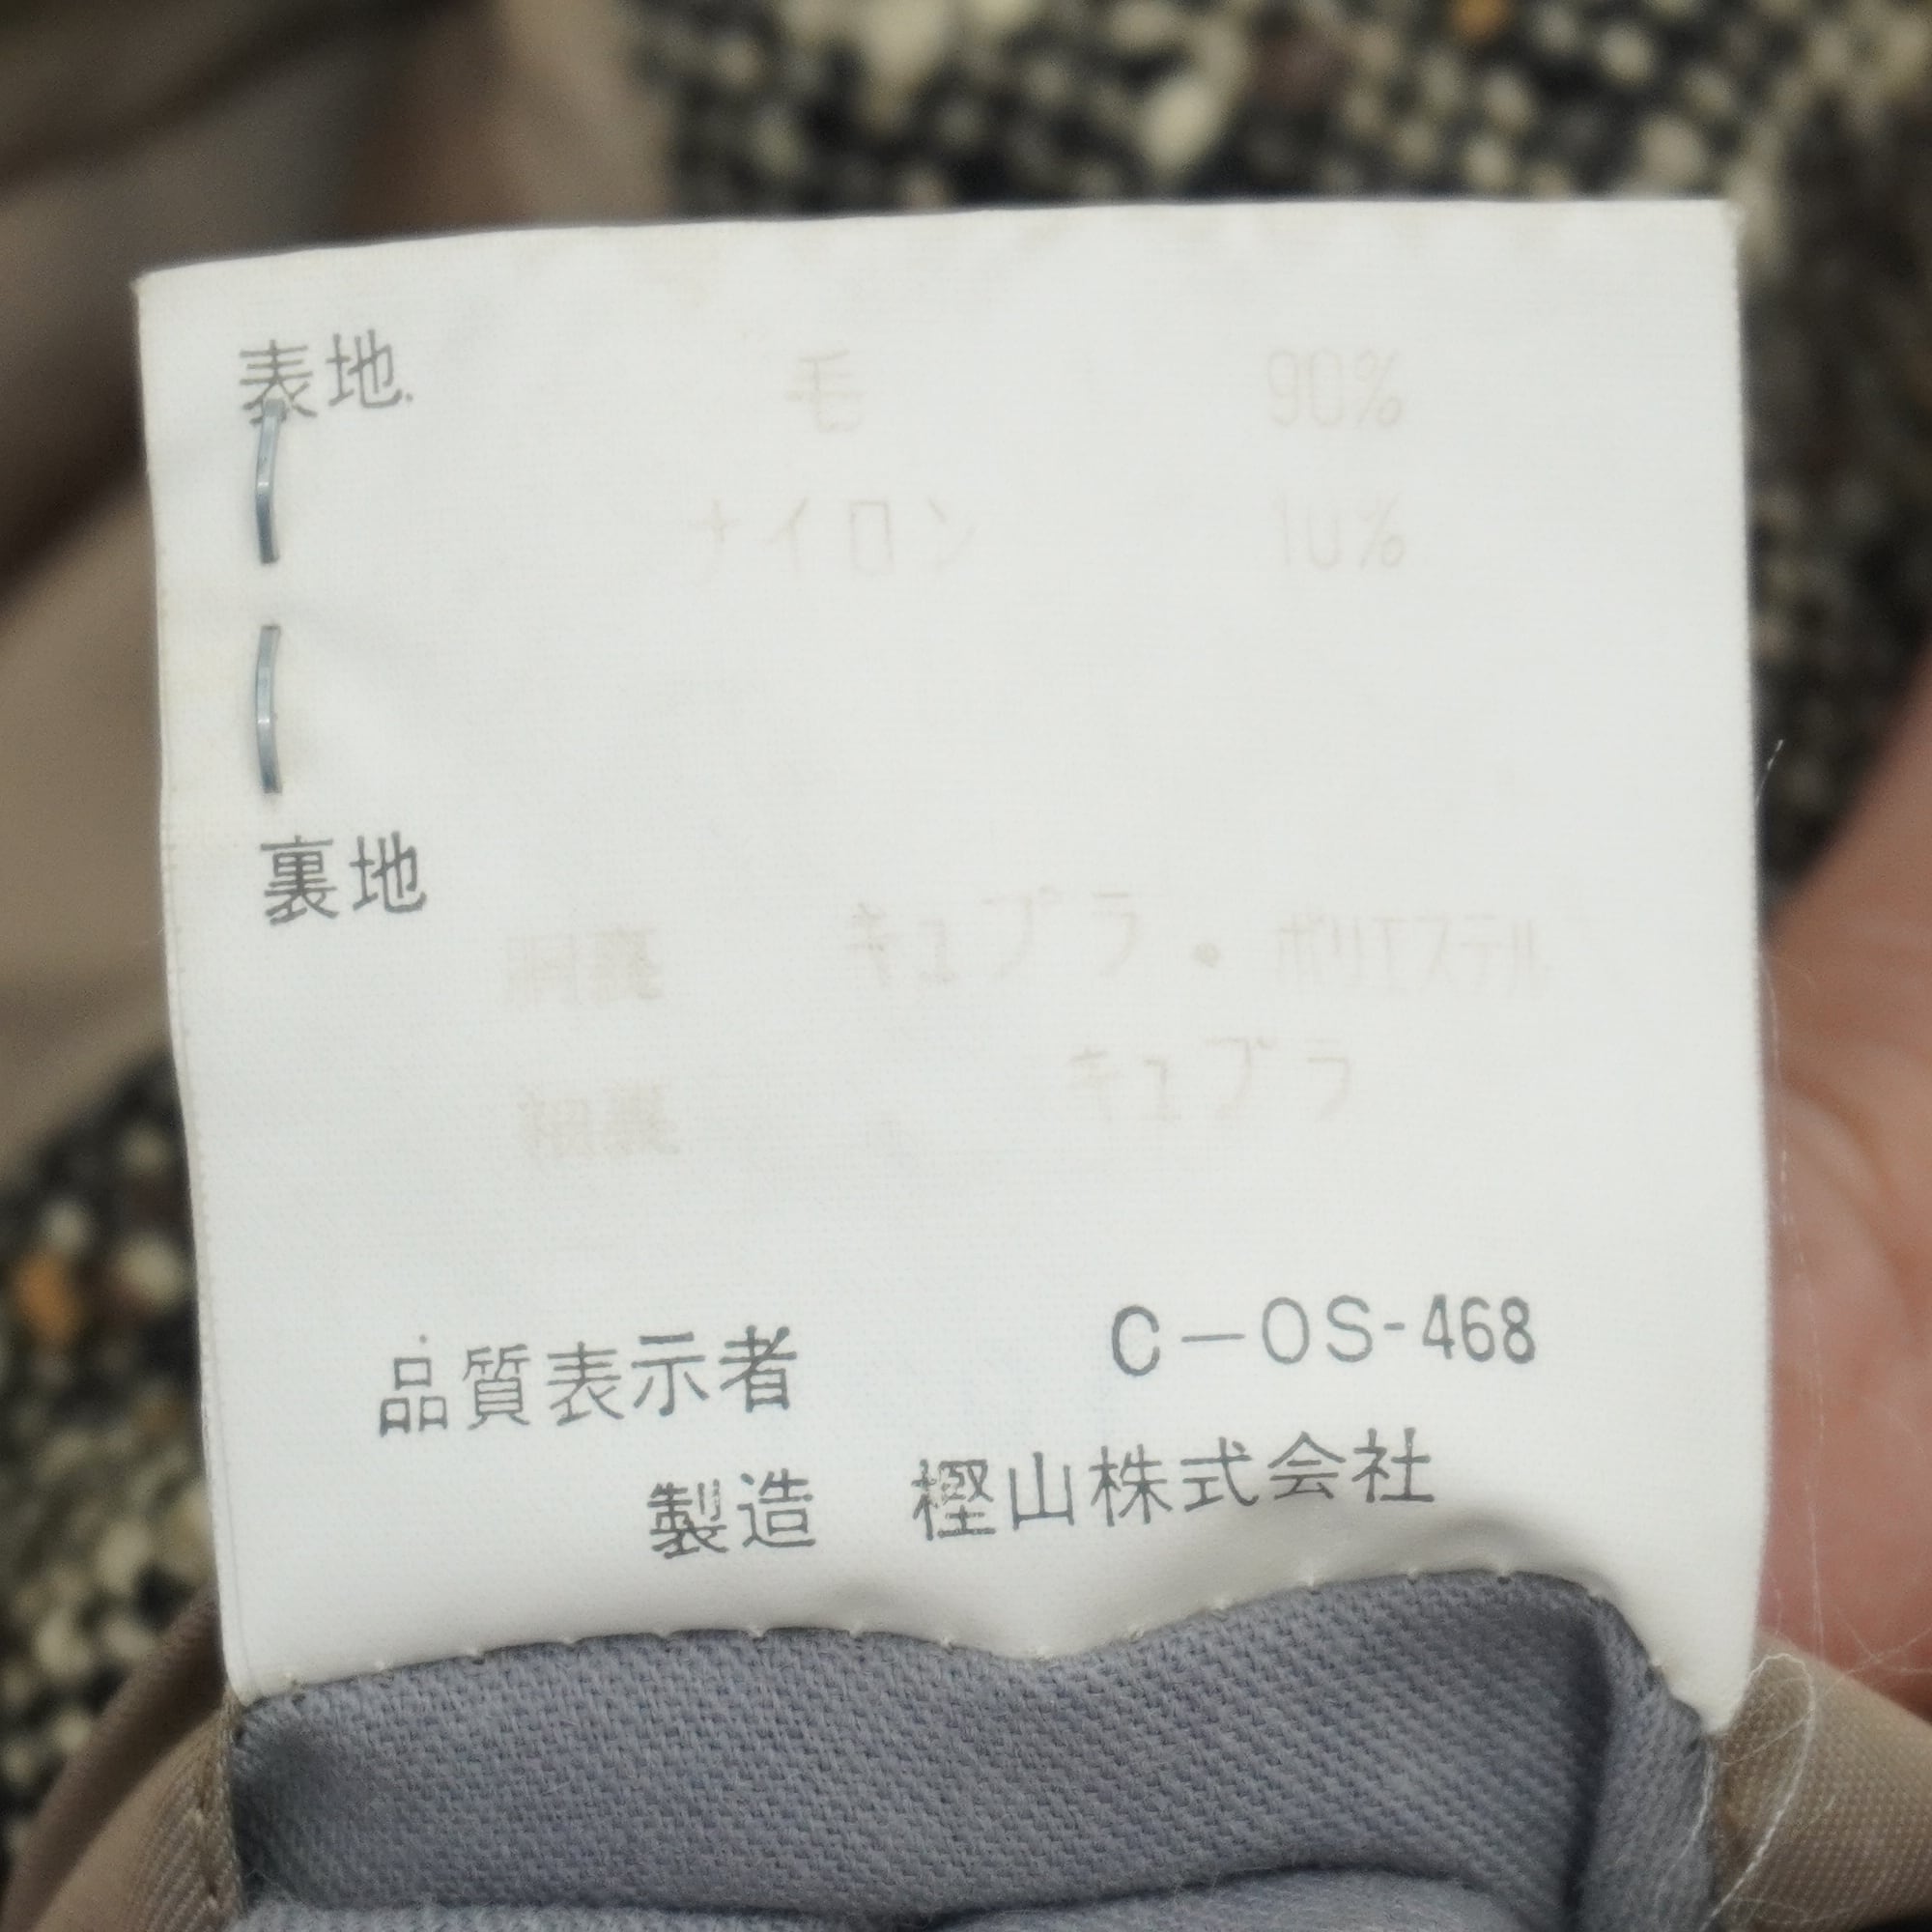 表地 毛 90%
ナイロン 10%
裏地
胴裏 キュプラ・ポリエステル
袖裏 キュプラ
品質表示者 C－OS-468
製造 樫山株式会社